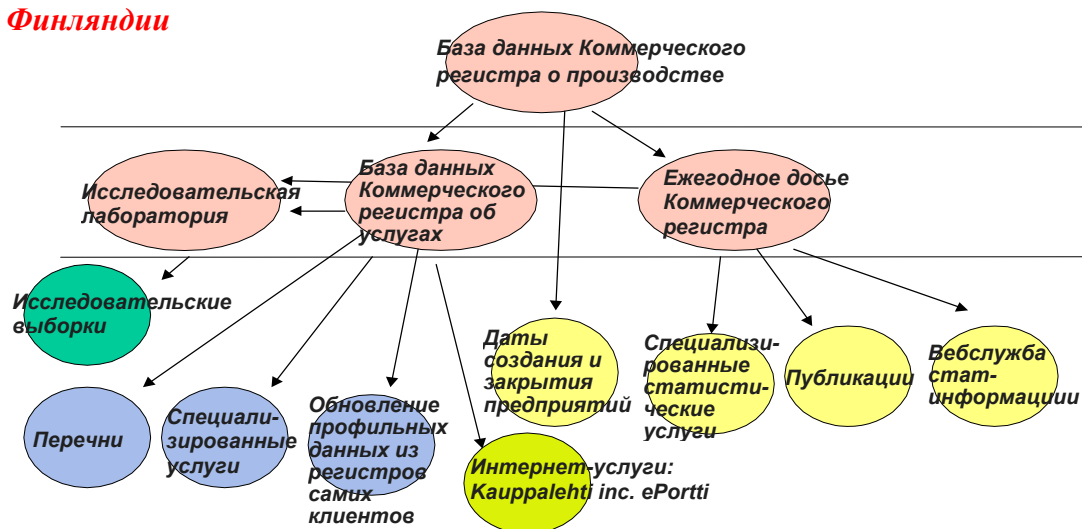 Финляндии
База данных Коммерческого
регистра о производстве
Исследовательская
лаборатория
База данных
Коммерческого
регистра об
услугах
Ежегодное досье
Коммерческого
регистра
Исследовательские
выборки
Перечни
Специали-
зированные
услуги
Обновление
профильных
данных из
регистров
самих
клиентов
Интернет-услуги:
Kauppalehti inc. ePortti
Даты
создания и
закрытия
предприятий
Специализи-
рованные
статисти-
ческие
услуги
Публикации
Вебслужба
стат-
информациии